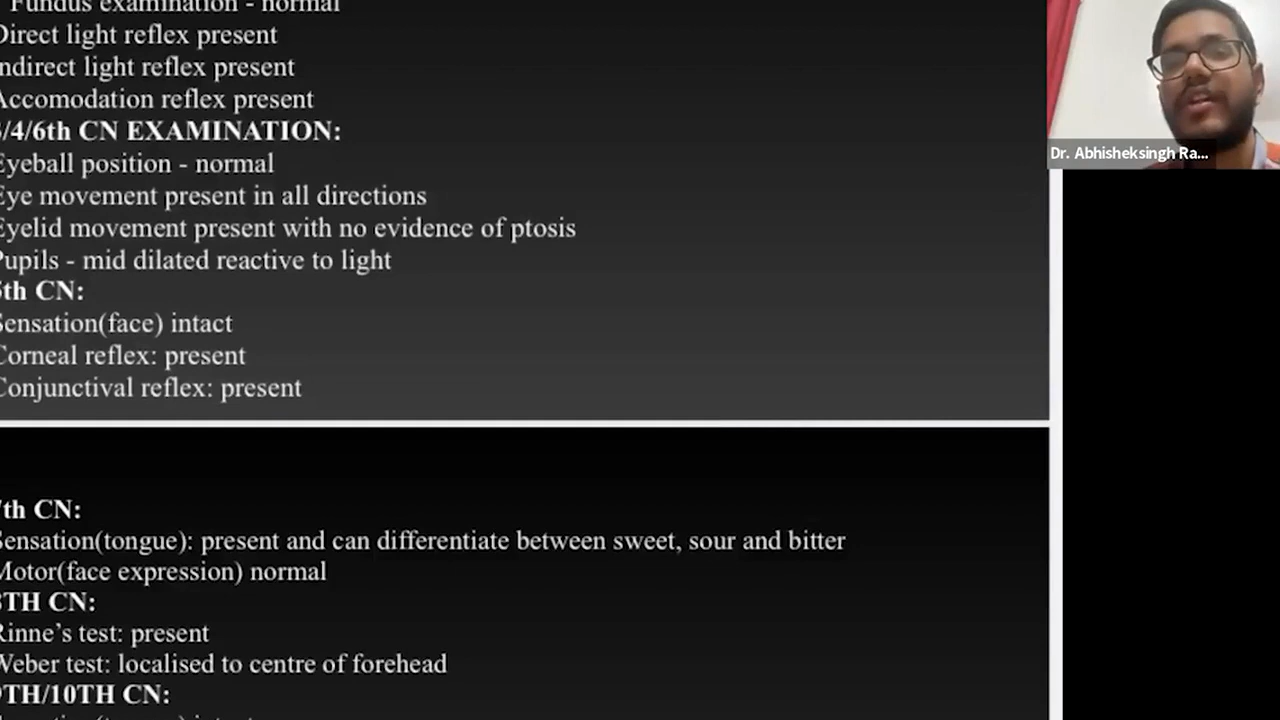 Fundus examination - normal
Direct light reflex present
ndirect light reflex present
Accomodation reflex present
/4/6th CN EXAMINATION:
Eyeball position - normal
Eye movement present in all directions
Eyelid movement present with no evidence of ptosis
Pupils - mid dilated reactive to light
5th CN:
Sensation(face) intact
Corneal reflex: present
Conjunctival reflex: present
7th CN:
Sensation(tongue): present and can differentiate between sweet, sour and bitter
Motor(face expression) normal
8TH CN:
Rinne's test: present
Weber test: localised to centre of forehead
9TH/10TH CN:
Dr. Abhisheksingh Ra...